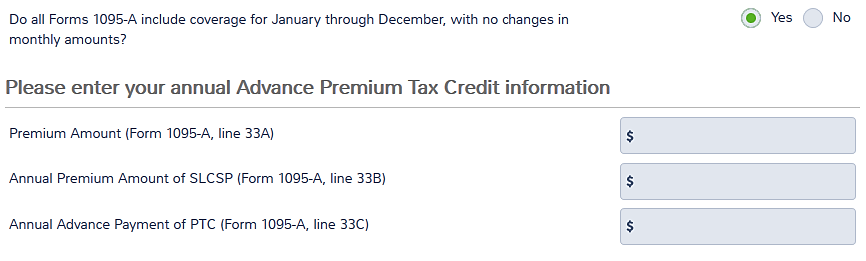 Do all Forms 1095-A include coverage for January through December, with no changes in
monthly amounts?
Yes No
Please enter your annual Advance Premium Tax Credit information
Premium Amount (Form 1095-A, line 33A)
$
Annual Premium Amount of SLCSP (Form 1095-A, line 33B)
$
Annual Advance Payment of PTC (Form 1095-A, line 33C)
$